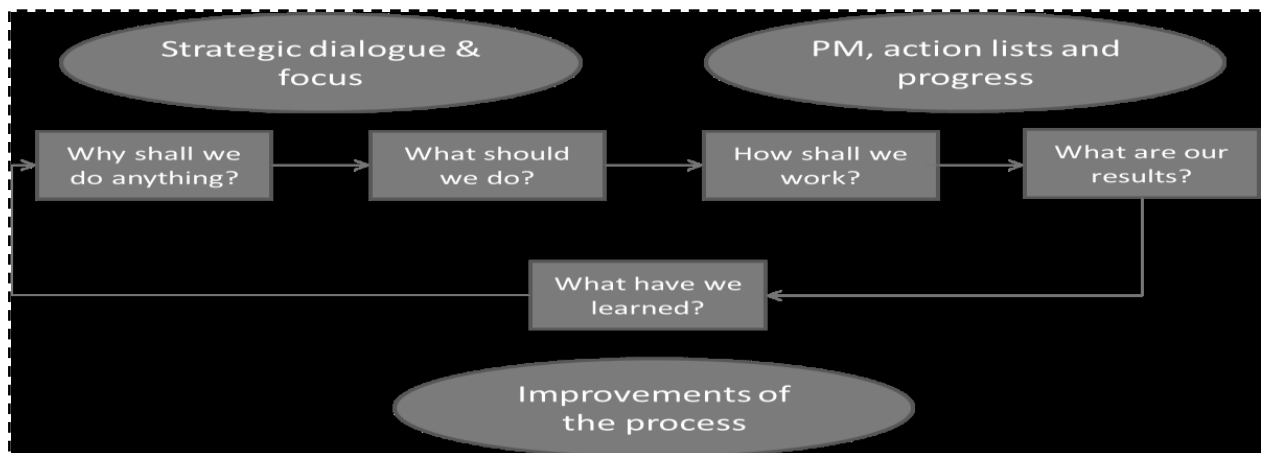 Strategic dialogue &
focus
PM, action lists and
progress
Why shall we
do anything?
What should
we do?
How shall we
work?
What are our
results?
What have we
learned?
Improvements of
the process